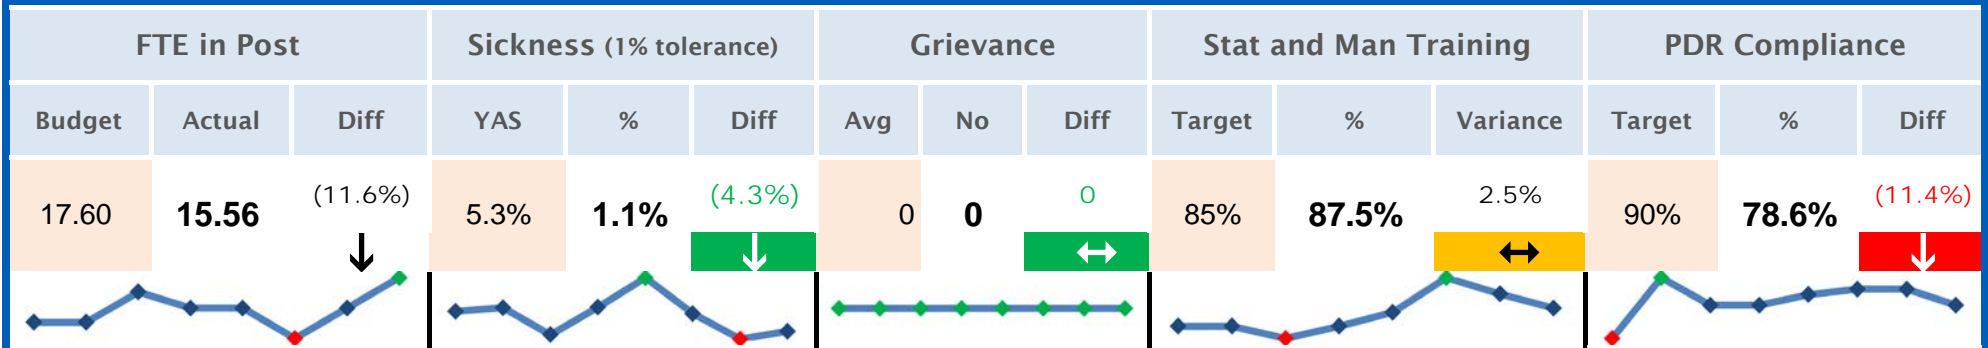 FTE in Post Sickness (1% tolerance) Grievance Stat and Man Training PDR Compliance
Budget Actual Diff YAS % Diff Avg No Diff Target % Variance Target % Diff
17.60 15.56 (11.6%) 5.3% 1.1% (4.3%) 0 0 0 85% 87.5% 2.5% 90% 78.6% (11.4%)